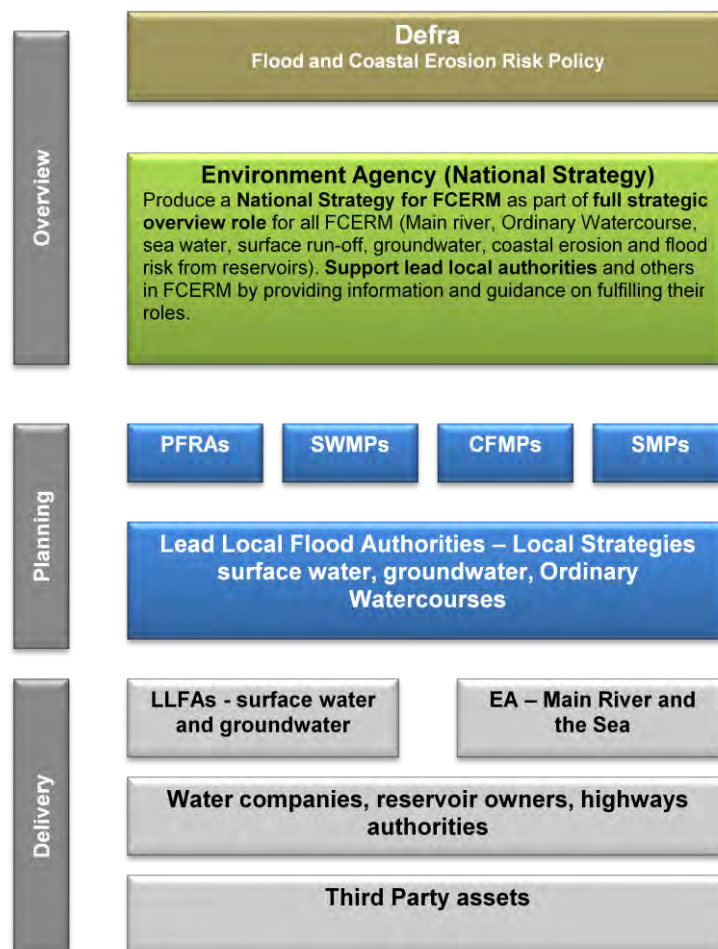 Overview
Defra
Flood and Coastal Erosion Risk Policy
Environment Agency (National Strategy)
Produce a National Strategy for FCERM as part of full strategic
overview role for all FCERM (Main river, Ordinary Watercourse,
sea water, surface run-off, groundwater, coastal erosion and flood
risk from reservoirs). Support lead local authorities and others
in FCERM by providing information and guidance on fulfilling their
roles.
Planning
PFRAs
SWMPs
CFMPs
SMPs
Lead Local Flood Authorities – Local Strategies
surface water, groundwater, Ordinary
Watercourses
Delivery
LLFAs - surface water
and groundwater
EA – Main River and
the Sea
Water companies, reservoir owners, highways
authorities
Third Party assets